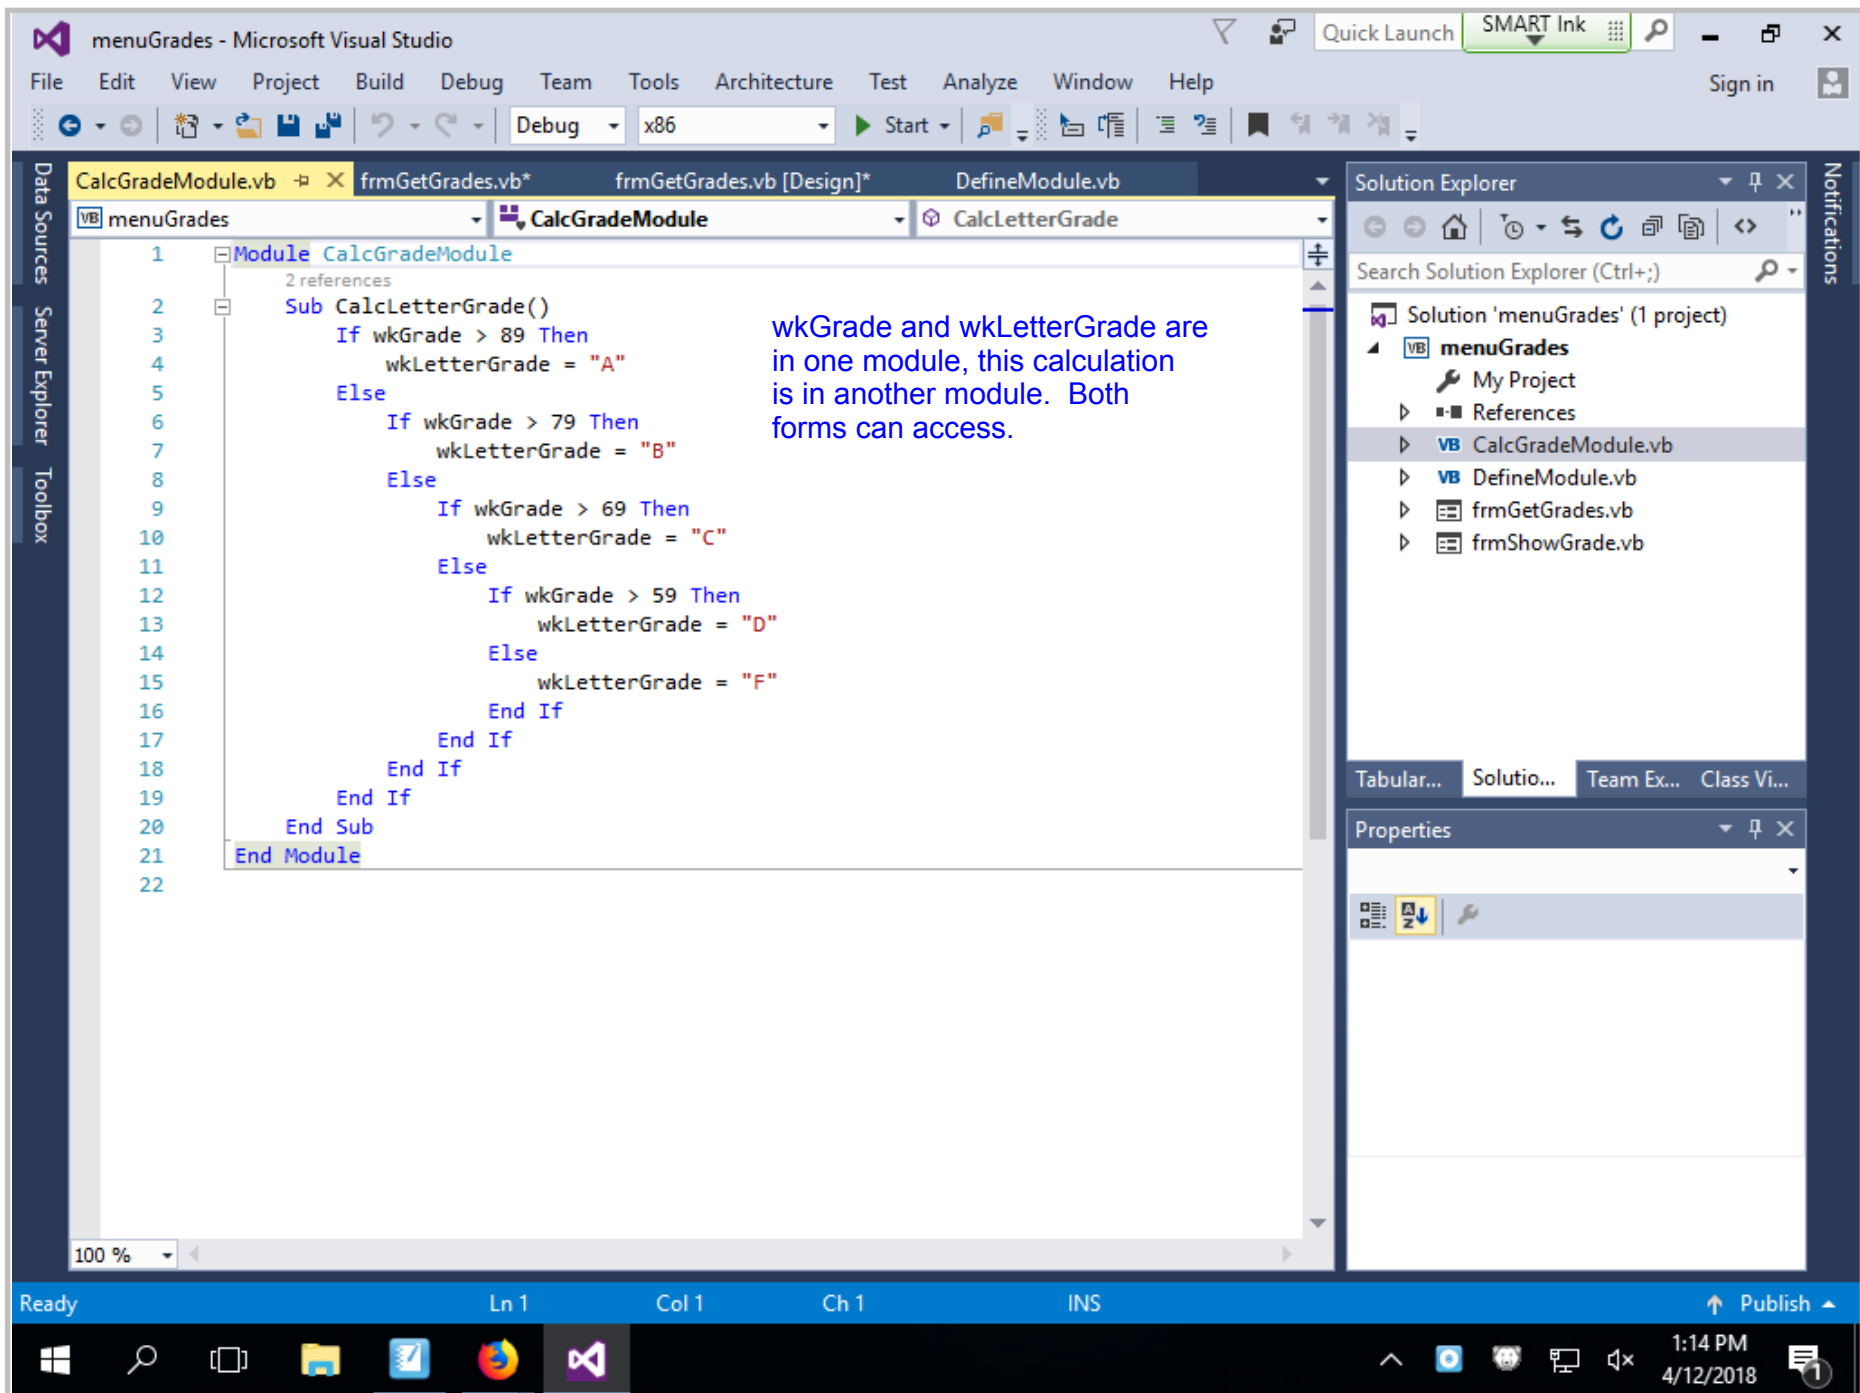 menuGrades - Microsoft Visual Studio
Quick Launch
SMART Ink
File Edit View Project Build Debug Team Tools Architecture Test Analyze Window Help
Sign in
Debug
x86
Start
Data Sources
Server Explorer
Toolbox
CalcGradeModule.vb
frmGetGrades.vb*
frmGetGrades.vb [Design]*
DefineModule.vb
menuGrades
CalcGradeModule
CalcLetterGrade
1 Module CalcGradeModule
2 references
2 Sub CalcLetterGrade()
3 If wkGrade > 89 Then
4 wkLetterGrade = "A"
5 Else
6 If wkGrade > 79 Then
7 wkLetterGrade = "B"
8 Else
9 If wkGrade > 69 Then
10 wkLetterGrade = "C"
11 Else
12 If wkGrade > 59 Then
13 wkLetterGrade = "D"
14 Else
15 wkLetterGrade = "F"
16 End If
17 End If
18 End If
19 End If
20 End Sub
21 End Module
22
wkGrade and wkLetterGrade are
in one module, this calculation
is in another module.  Both
forms can access.
100 %
Solution Explorer
Search Solution Explorer (Ctrl+;)
Solution 'menuGrades' (1 project)
VB menuGrades
My Project
References
VB CalcGradeModule.vb
VB DefineModule.vb
frmGetGrades.vb
frmShowGrade.vb
Tabular... Solutio... Team Ex... Class Vi...
Properties
Notifications
Ready
Ln 1
Col 1
Ch 1
INS
Publish
1:14 PM
4/12/2018
1